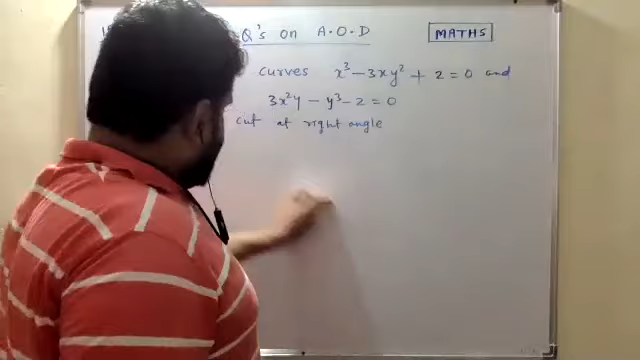 Q's on A.O.D
MATHS
curves x³ - 3xy² + 2 = 0 and
3x²y - y³ - 2 = 0
cut at right angle